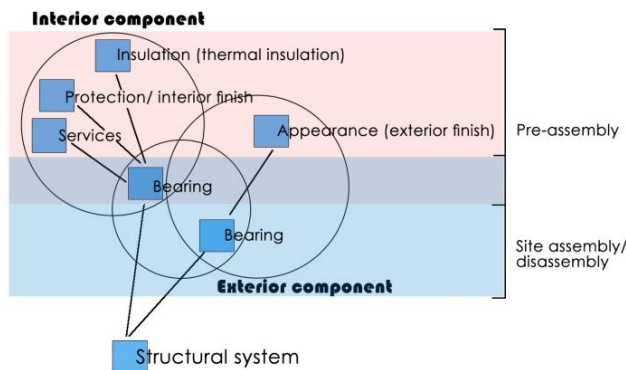 Interior component
Insulation (thermal insulation)
Protection/ interior finish
Services
Appearance (exterior finish)
Pre-assembly
Bearing
Bearing
Site assembly/
disassembly
Exterior component
Structural system